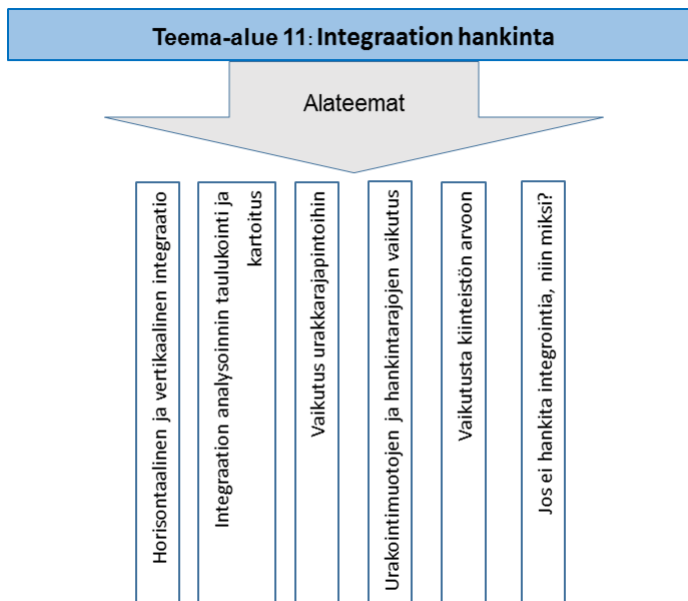 Teema-alue 11: Integraation hankinta
Alateemat
Horisontaalinen ja vertikaalinen integraatio
Integraation analysoinnin taulukointi ja
kartoitus
Vaikutus urakkarajapintoihin
Urakointimuotojen ja hankintarajojen vaikutus
Vaikutusta kiinteistön arvoon
Jos ei hankita integrointia, niin miksi?